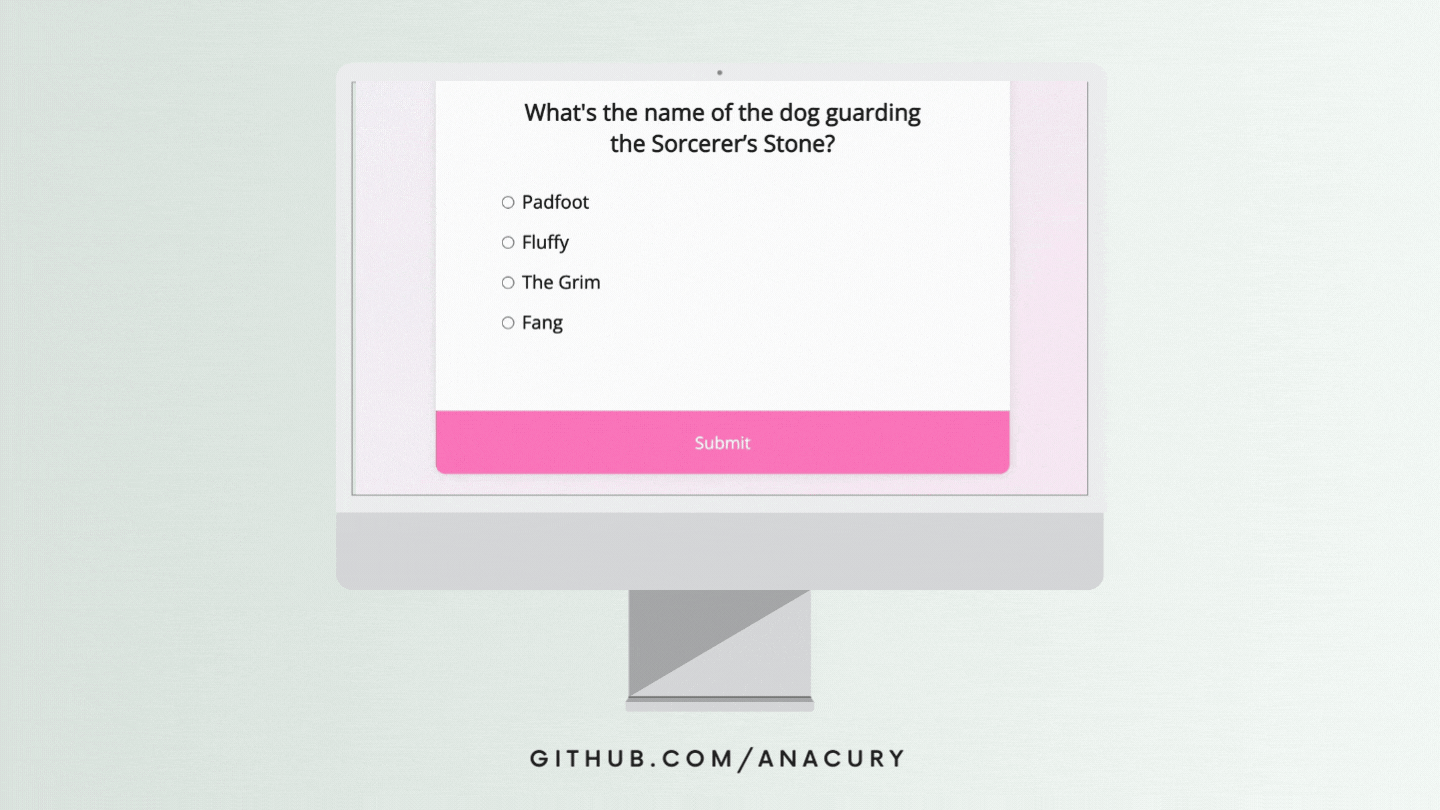 What's the name of the dog guarding
the Sorcerer’s Stone?
Padfoot
Fluffy
The Grim
Fang
Submit
GITHUB.COM/ANACURY